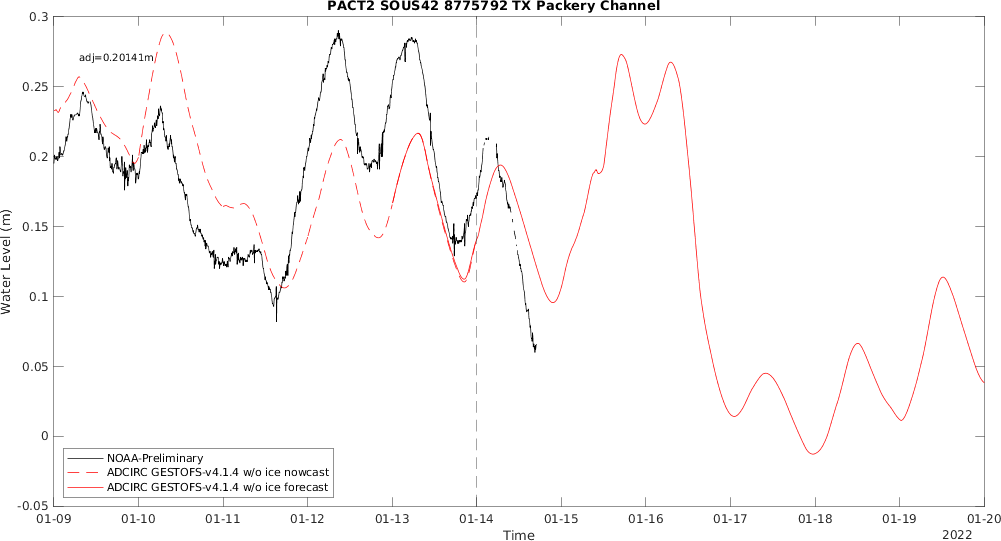 PACT2 SOUS42 8775792 TX Packery Channel
adj=0.20141m
Water Level (m)
0.3
0.25
0.2
0.15
0.1
0.05
0
-0.05
NOAA-Preliminary
ADCIRC GESTOFS-v4.1.4 w/o ice nowcast
ADCIRC GESTOFS-v4.1.4 w/o ice forecast
01-09 01-10 01-11 01-12 01-13 01-14 01-15 01-16 01-17 01-18 01-19 01-20
Time
2022